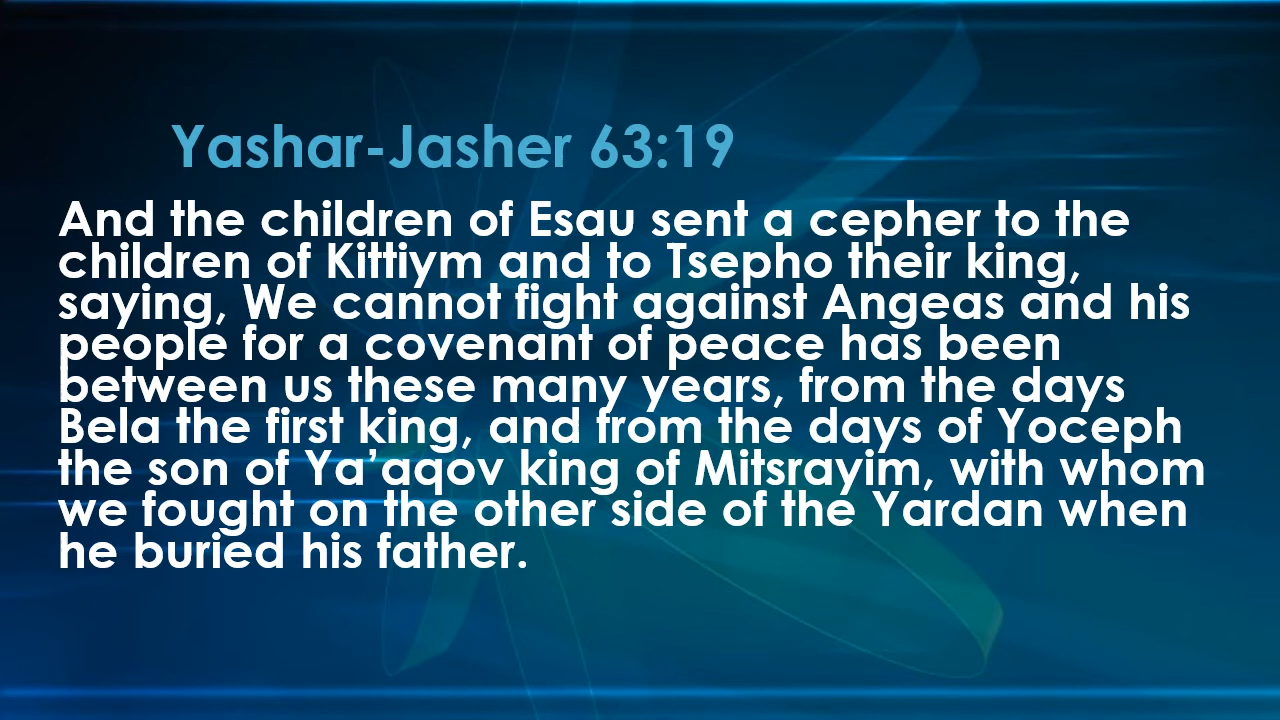 Yashar-Jasher 63:19
And the children of Esau sent a cepher to the
children of Kittiym and to Tsepho their king,
saying, We cannot fight against Angeas and his
people for a covenant of peace has been
between us these many years, from the days
Bela the first king, and from the days of Yoceph
the son of Ya’aqov king of Mitsrayim, with whom
we fought on the other side of the Yardan when
he buried his father.